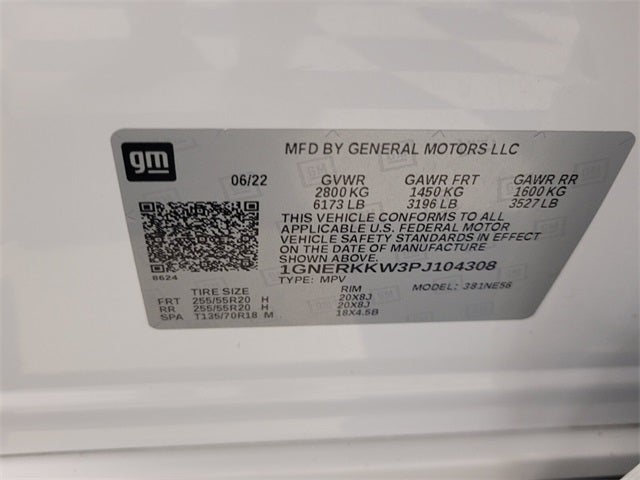 gm
MFD BY GENERAL MOTORS LLC
06/22 GVWR GAWR FRT GAWR RR
2800 KG 1450 KG 1600 KG
6173 LB 3196 LB 3527 LB
THIS VEHICLE CONFORMS TO ALL
APPLICABLE U.S. FEDERAL MOTOR
VEHICLE SAFETY STANDARDS IN EFFECT
ON THE DATE OF MANUFACTURE
SHOWN ABOVE.
8624
1GNERKKW3PJ104308
TYPE: MPV MODEL: 381NE56
TIRE SIZE RIM
FRT 255/55R20 H 20X8J
RR 255/55R20 H 20X8J
SPA T135/70R18 M 18X4.5B